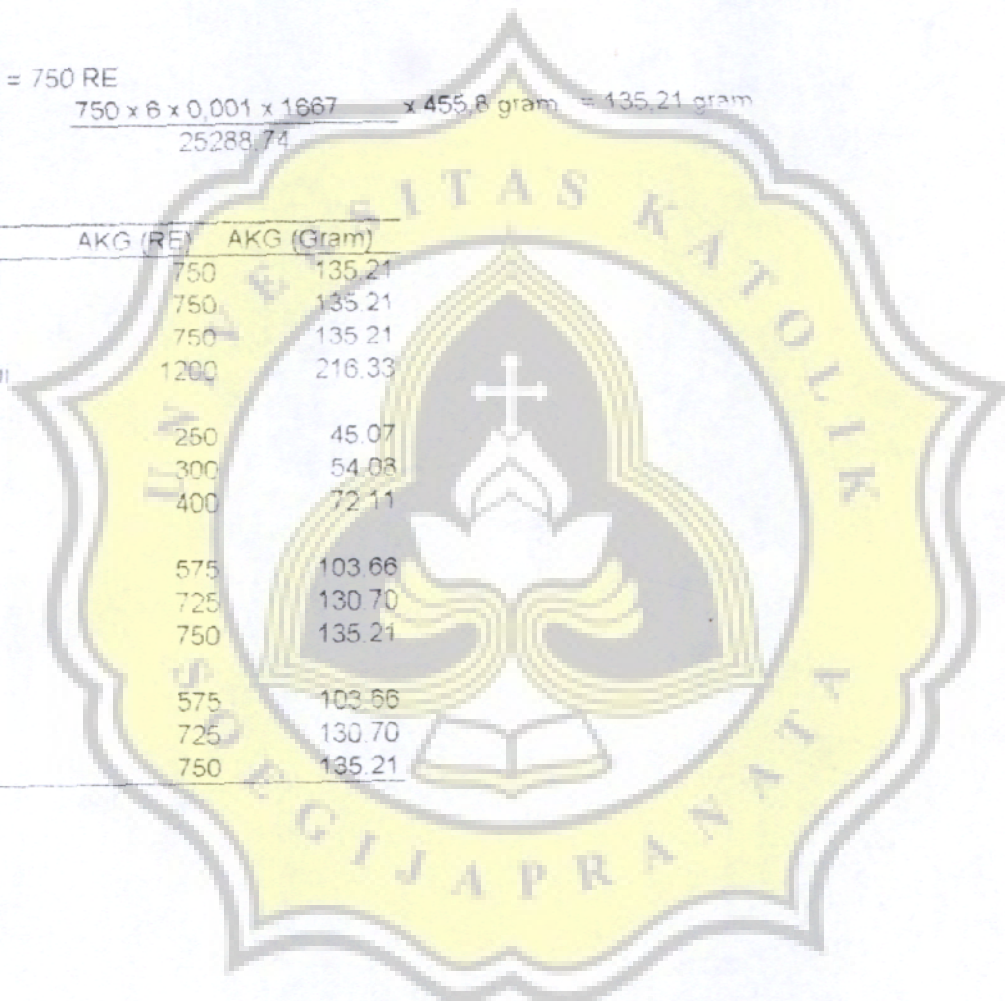 = 750 RE
750 x 6 x 0,001 x 1667 x 455,8 gram = 135,21 gram
25288.74
AKG (RE) AKG (Gram)
750 135.21
750 135.21
750 135.21
1200 216.33
250 45.07
300 54.08
400 72.11
575 103.66
725 130.70
750 135.21
575 103.66
725 130.70
750 135.21
UNIVERSITAS KATOLIK
SOEGIJAPRANATA